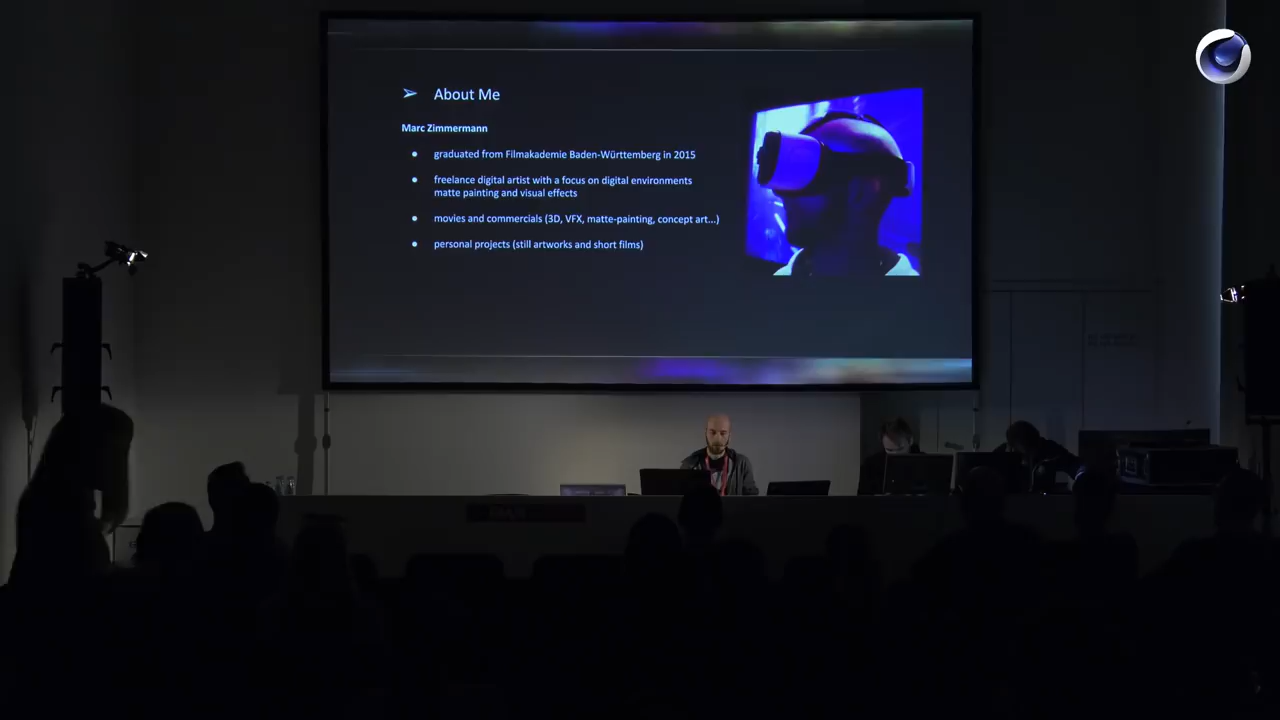 ➢ About Me
Marc Zimmermann
• graduated from Filmakademie Baden-Württemberg in 2015
• freelance digital artist with a focus on digital environments
matte painting and visual effects
• movies and commercials (3D, VFX, matte-painting, concept art...)
• personal projects (still artworks and short films)